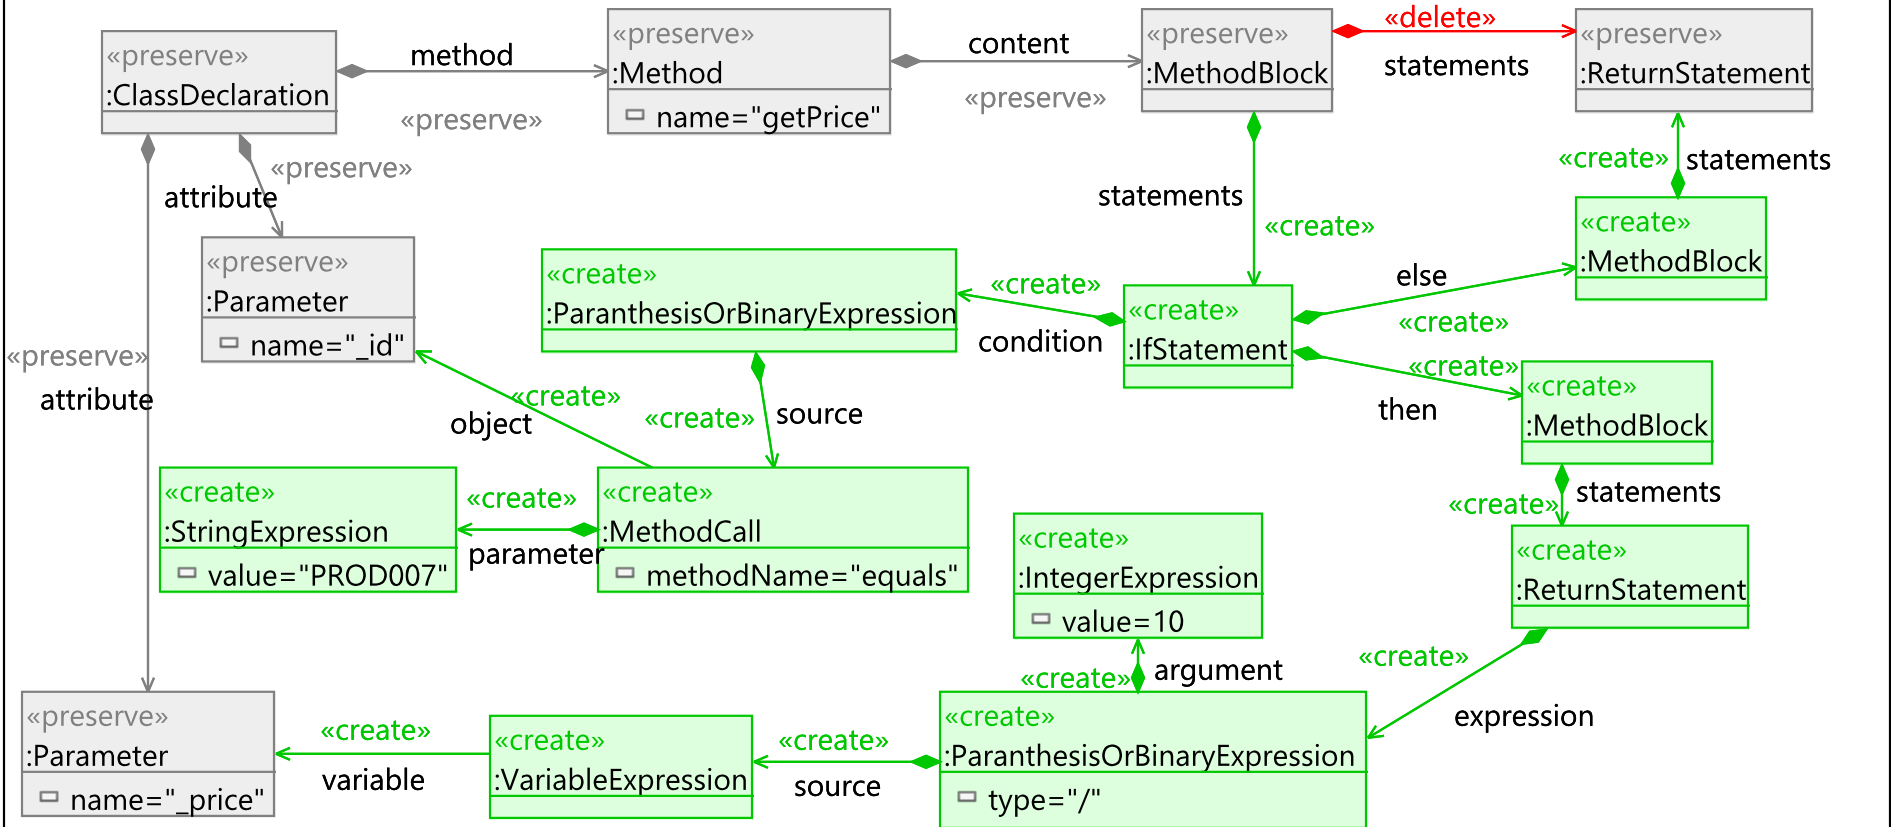 «preserve»
:ClassDeclaration
method
«preserve»
«preserve»
:Method
name="getPrice"
content
«preserve»
«preserve»
:MethodBlock
«delete»
statements
«preserve»
:ReturnStatement
«preserve»
attribute
«preserve»
:Parameter
name="_id"
«preserve»
attribute
statements
«create»
«create»
statements
«create»
:MethodBlock
«create»
:ParanthesisOrBinaryExpression
«create»
condition
«create»
:IfStatement
else
«create»
«create»
then
«create»
:MethodBlock
«create»
object
«create»
source
«create»
:StringExpression
value="PROD007"
«create»
parameter
«create»
:MethodCall
methodName="equals"
«create»
statements
«create»
:IntegerExpression
value=10
«create»
:ReturnStatement
«create»
argument
«create»
expression
«preserve»
:Parameter
name="_price"
«create»
variable
«create»
:VariableExpression
«create»
source
«create»
:ParanthesisOrBinaryExpression
type="/"